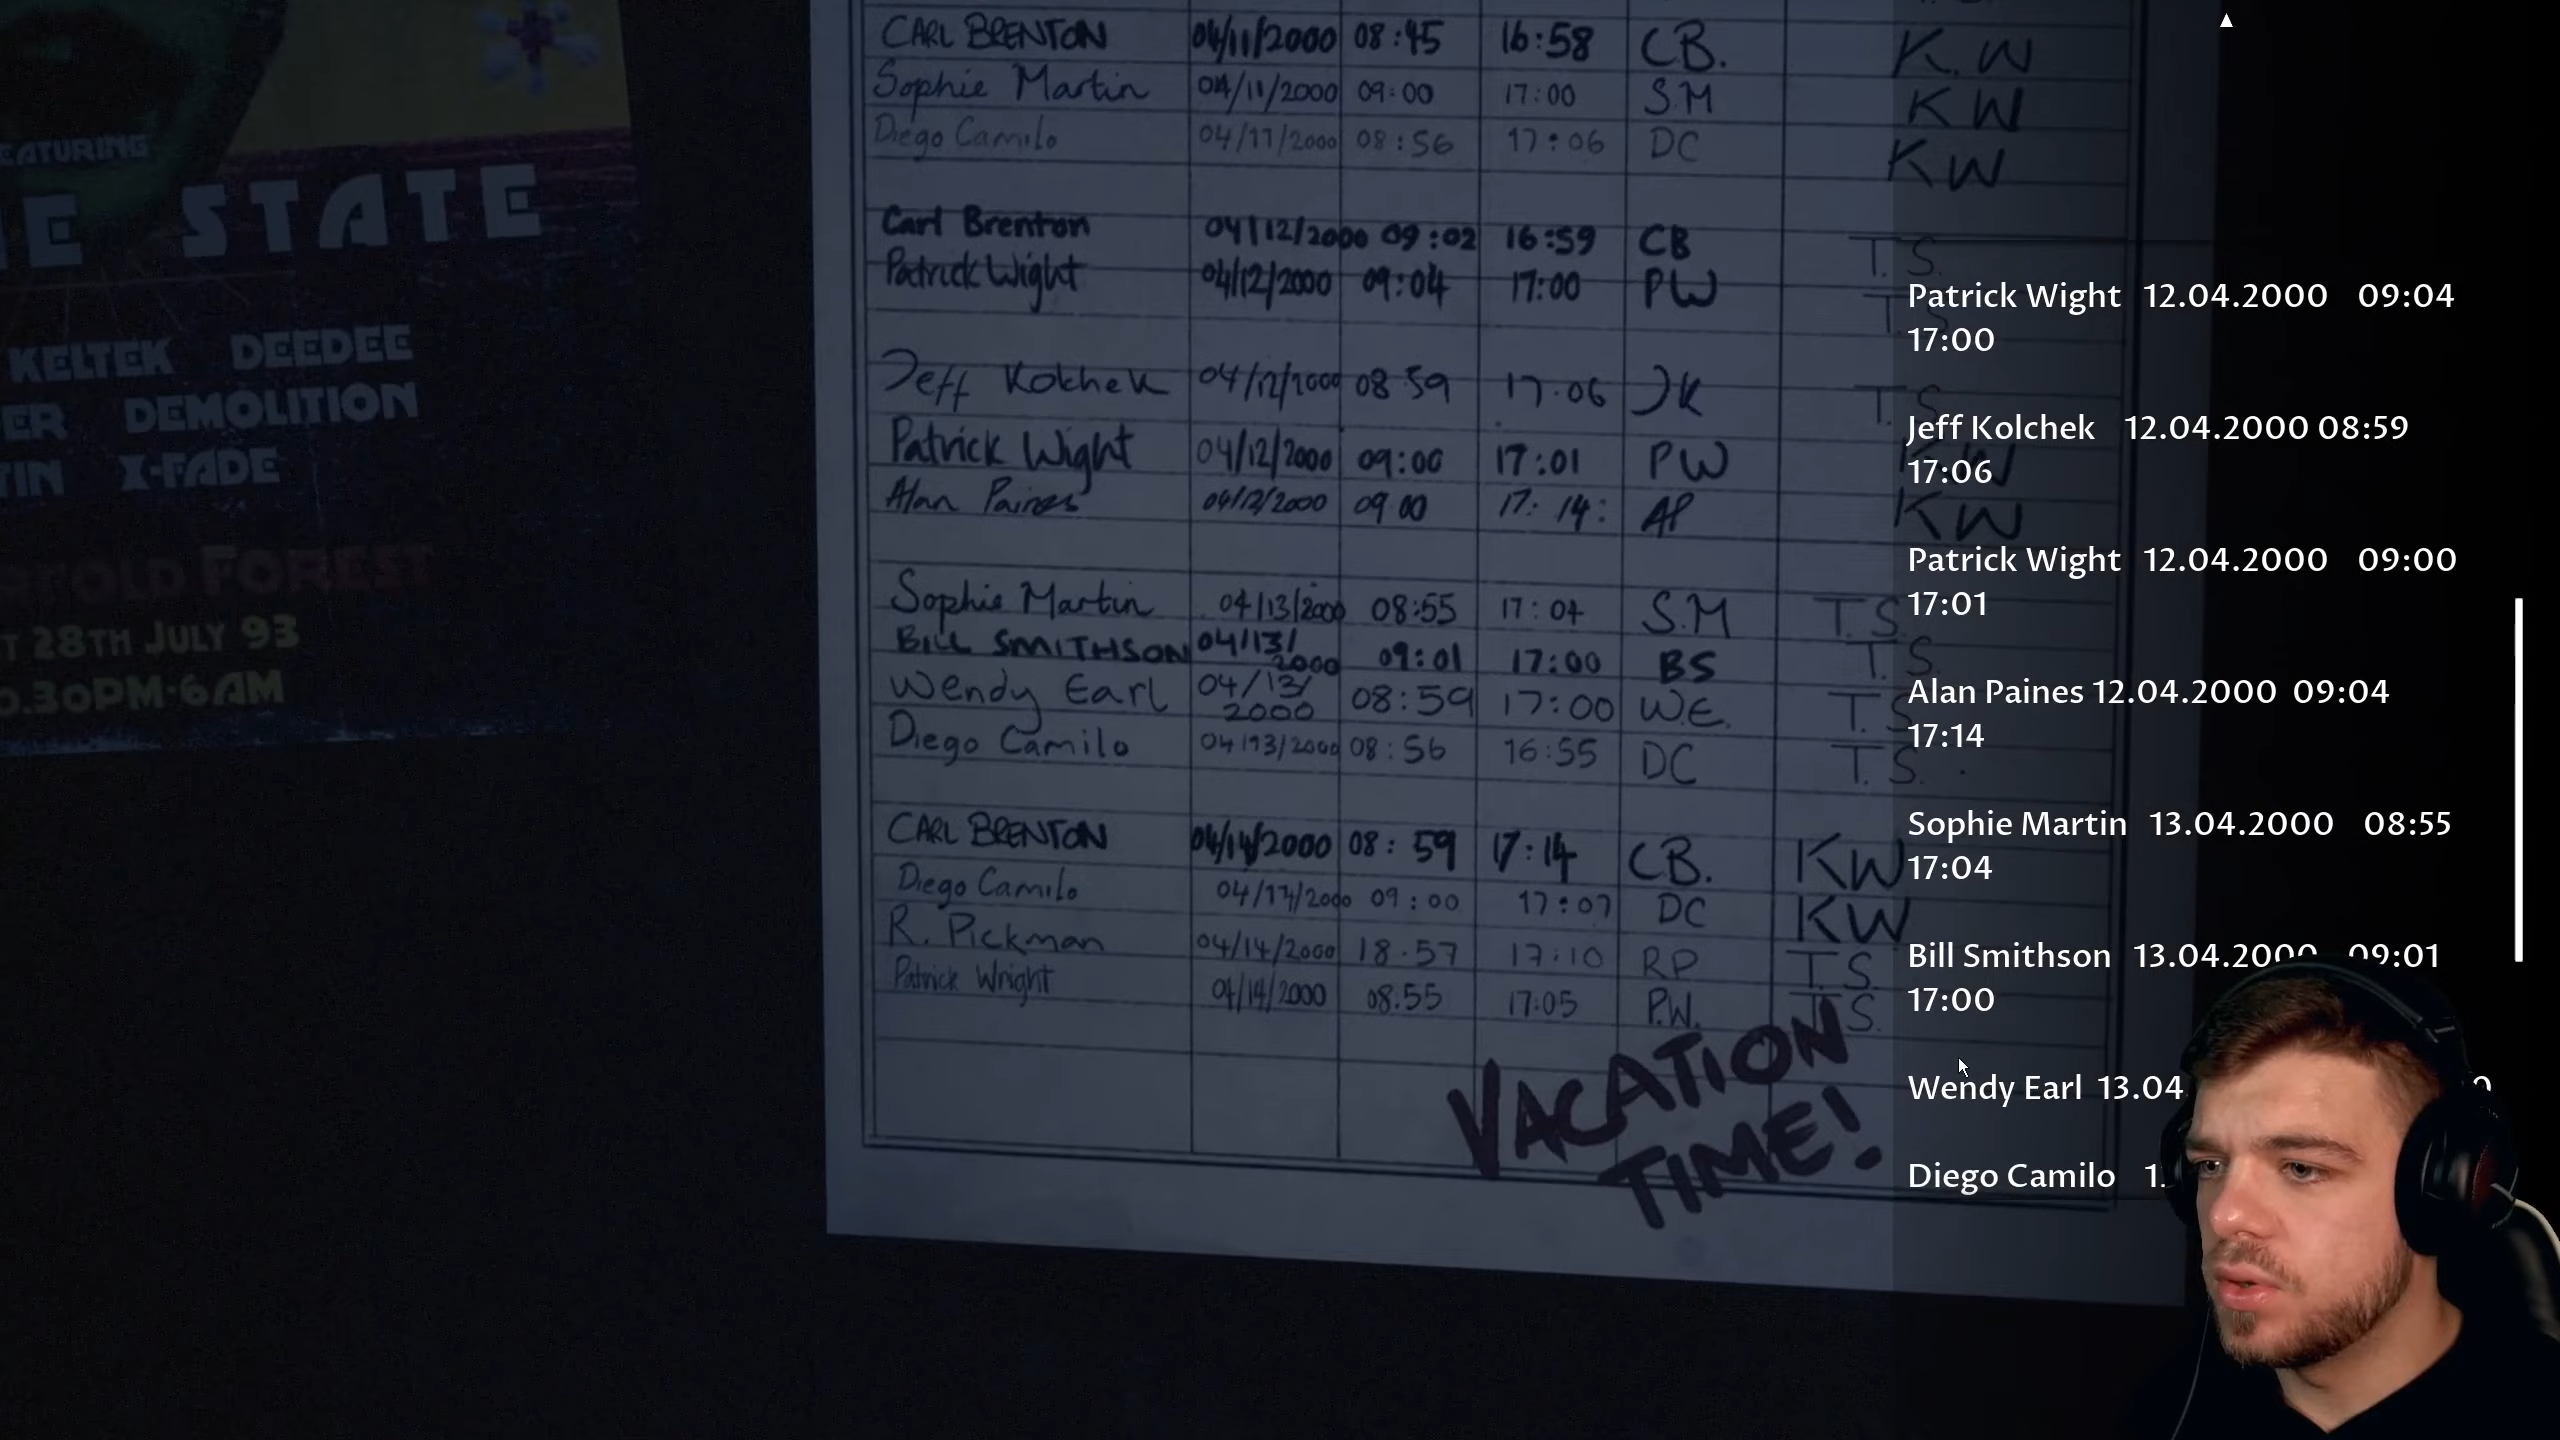 EATURING
E STATE
KELTEK DEEDEE
ER DEMOLITION
TIN X-FADE
TOLD FOREST
T 28TH JULY 93
0.30PM-6AM
CARL BRENTON 04/11/2000 08:45 16:58 CB. K.W
Sophie Martin 04/11/2000 09:00 17:00 S.M KW
Diego Camilo 04/11/2000 08:56 17:06 DC KW
Carl Brenton 04/12/2000 09:02 16:59 CB T.S.
Patrick Wight 04/12/2000 09:04 17:00 PW T.S
Jeff Kolchek 04/12/2000 08 59 17.06 JK T.S
Patrick Wight 04/12/2000 09:00 17:01 PW KW
Alan Paines 04/12/2000 09 00 17:14: AP KW
Sophie Martin 04/13/2000 08:55 17:04 S.M T.S.
BILL SMITHSON 04/13/2000 09:01 17:00 BS T.S.
Wendy Earl 04/13/2000 08:59 17:00 W.E. T.S
Diego Camilo 04/13/2000 08:56 16:55 DC T.S.
CARL BRENTON 04/14/2000 08:59 17:14 CB. KW
Diego Camilo 04/14/2000 09:00 17:07 DC KW
R. Pickman 04/14/2000 18.57 17:10 RP T.S.
Patrick Wright 04/14/2000 08.55 17:05 P.W. T.S.
VACATION
TIME!
Patrick Wight 12.04.2000 09:04
17:00
Jeff Kolchek 12.04.2000 08:59
17:06
Patrick Wight 12.04.2000 09:00
17:01
Alan Paines 12.04.2000 09:04
17:14
Sophie Martin 13.04.2000 08:55
17:04
Bill Smithson 13.04.2000 09:01
17:00
Wendy Earl 13.04
Diego Camilo 1